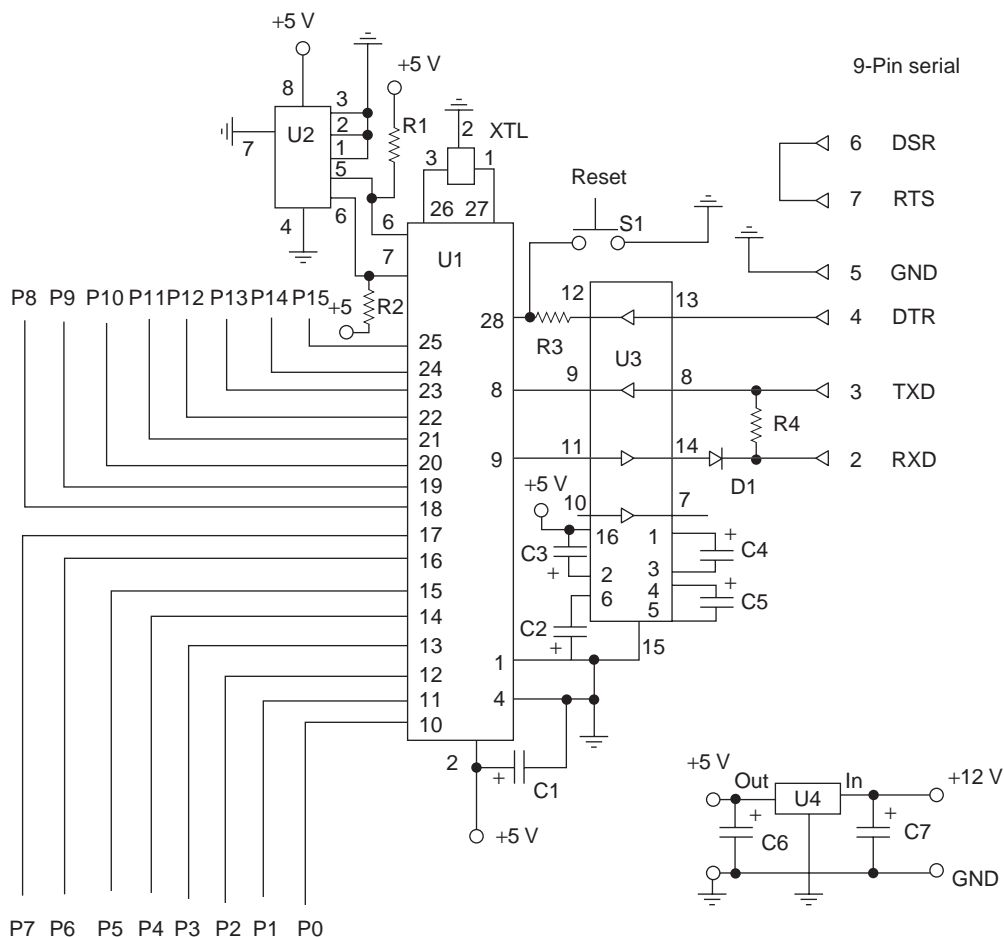 +5 V
8
3
2
1
5
6
7
4
U2
+5 V
R1
2
XTL
3
1
26
27
6
7
U1
+5
R2
Reset
S1
9-Pin serial
6 DSR
7 RTS
5 GND
4 DTR
3 TXD
2 RXD
P8 P9 P10 P11 P12 P13 P14 P15
25
24
23
22
21
20
19
18
17
16
15
14
13
12
11
10
28
8
9
1
4
2
R3
12
13
U3
9
8
11
14
10
7
16
1
2
3
6
4
5
15
R4
D1
+5 V
C3
+
C2
+
+
C4
+
C5
+
C1
+5 V
+5 V
Out
U4
In
+12 V
+
C6
+
C7
GND
P7 P6 P5 P4 P3 P2 P1 P0